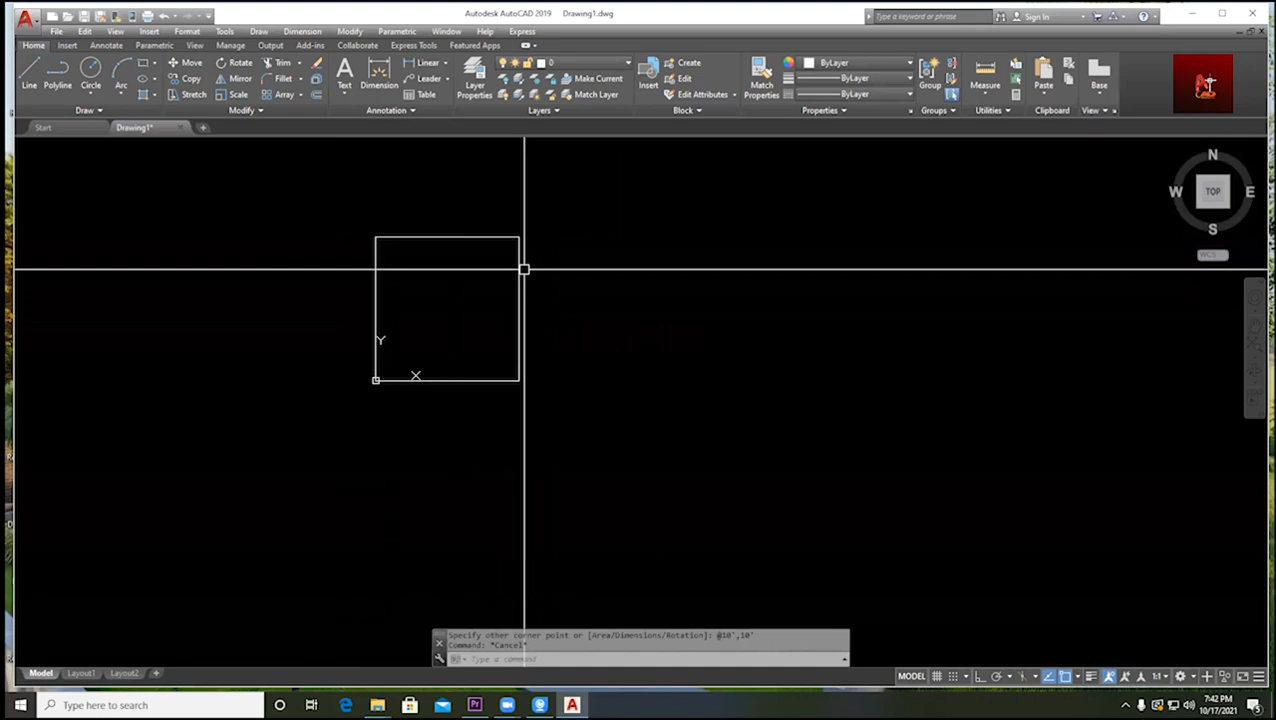 Autodesk AutoCAD 2019 Drawing1.dwg
Type a keyword or phrase
Sign In
File Edit View Insert Format Tools Draw Dimension Modify Parametric Window Help Express
Home Insert Annotate Parametric View Manage Output Add-ins Collaborate Express Tools Featured Apps
Line Polyline Circle Arc
Move Rotate Trim
Copy Mirror Fillet
Stretch Scale Array
Text Dimension
Linear
Leader
Table
Layer
Properties
0
Make Current
Match Layer
Insert
Create
Edit
Edit Attributes
Match
Properties
ByLayer
ByLayer
ByLayer
Group
Measure
Paste
Base
Draw Modify Annotation Layers Block Properties Groups Utilities Clipboard View
Start Drawing1*
N
W TOP E
S
WCS
Y
X
Specify other corner point or [Area/Dimensions/Rotation]: @10',10'
Command: *Cancel*
Type a command
Model Layout1 Layout2
MODEL
1:1
Type here to search
7:42 PM
10/17/2021